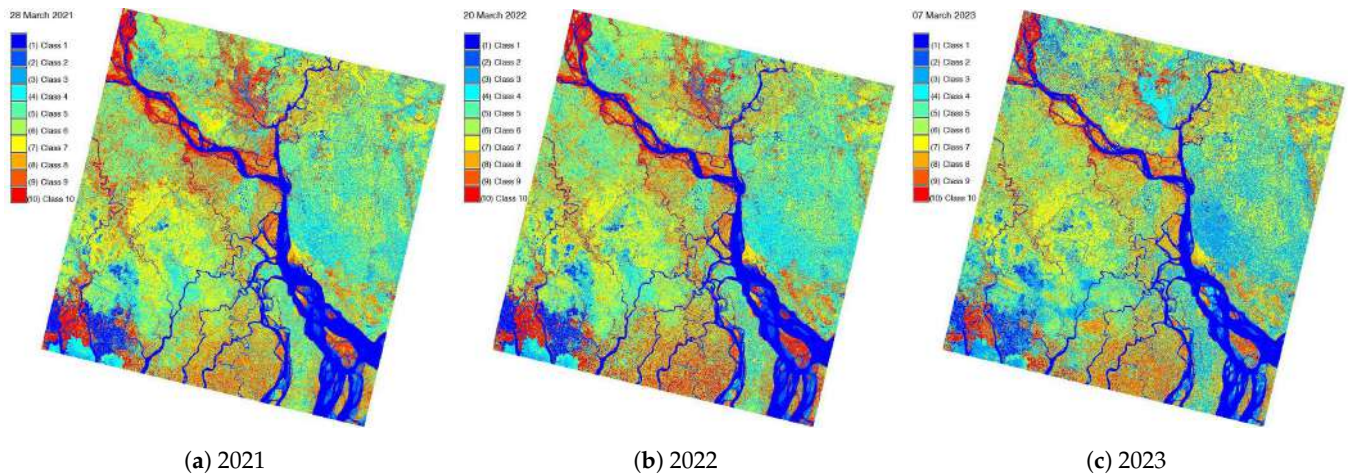 28 March 2021
(1) Class 1
(2) Class 2
(3) Class 3
(4) Class 4
(5) Class 5
(6) Class 6
(7) Class 7
(8) Class 8
(9) Class 9
(10) Class 10
20 March 2022
(1) Class 1
(2) Class 2
(3) Class 3
(4) Class 4
(5) Class 5
(6) Class 6
(7) Class 7
(8) Class 8
(9) Class 9
(10) Class 10
07 March 2023
(1) Class 1
(2) Class 2
(3) Class 3
(4) Class 4
(5) Class 5
(6) Class 6
(7) Class 7
(8) Class 8
(9) Class 9
(10) Class 10
(a) 2021
(b) 2022
(c) 2023